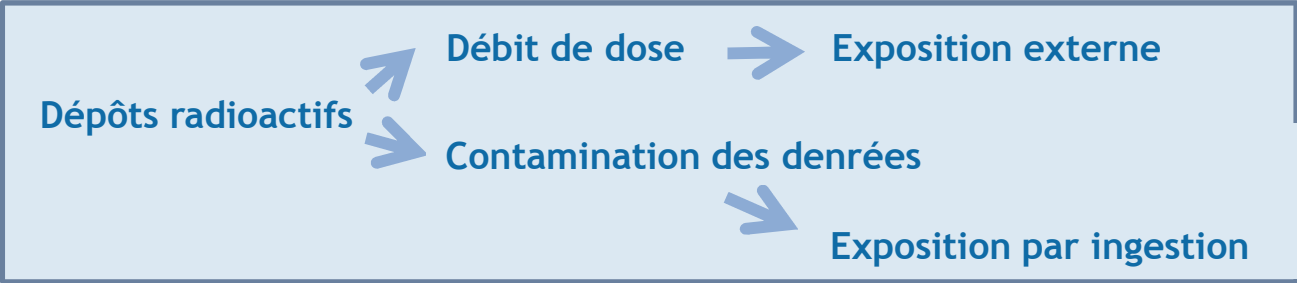 Débit de dose
Exposition externe
Dépôts radioactifs
Contamination des denrées
Exposition par ingestion